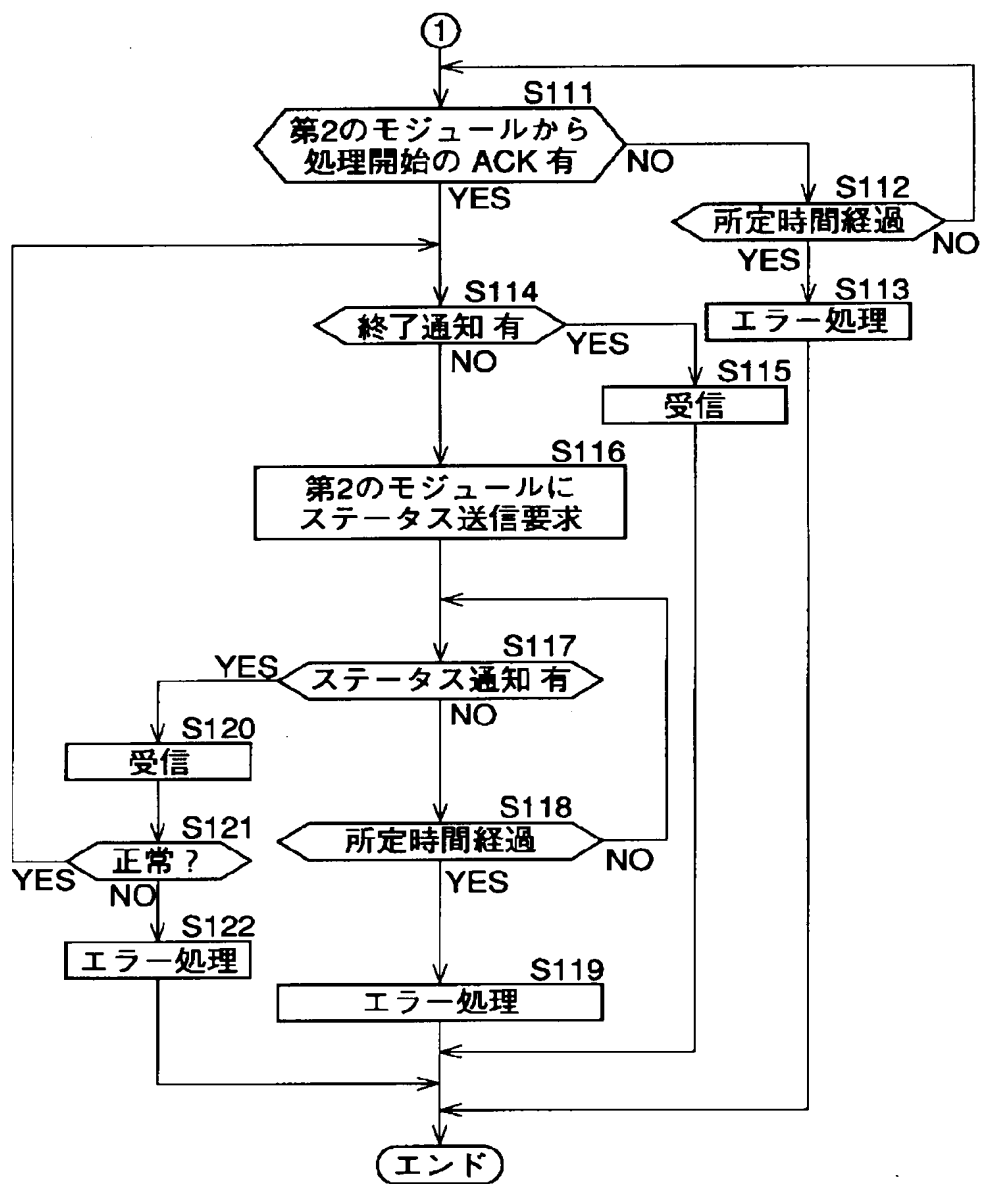 1
S111
第2のモジュールから
処理開始の ACK 有
NO
YES
S112
所定時間経過
NO
YES
S113
エラー処理
S114
終了通知 有
YES
NO
S115
受信
S116
第2のモジュールに
ステータス送信要求
S117
YES
ステータス通知 有
NO
S120
受信
S118
所定時間経過
NO
YES
S121
正常?
YES
NO
S122
エラー処理
S119
エラー処理
エンド